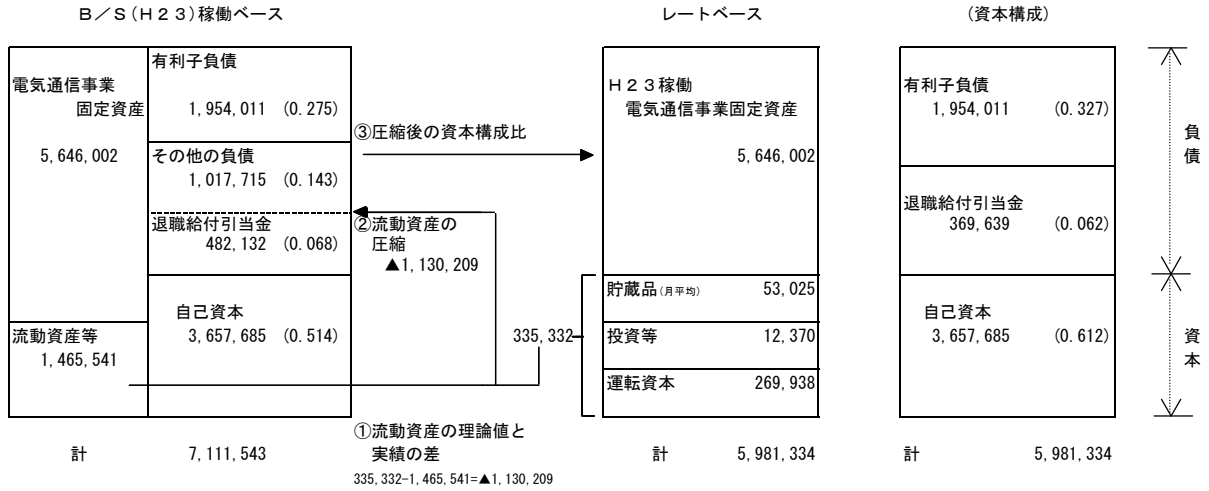 Ｂ／Ｓ(Ｈ２３)稼働ベース
電気通信事業
固定資産
5,646,002
流動資産等
1,465,541
有利子負債
1,954,011 (0.275)
その他の負債
1,017,715 (0.143)
退職給付引当金
482,132 (0.068)
自己資本
3,657,685 (0.514)
計 7,111,543
③圧縮後の資本構成比
②流動資産の
圧縮
▲1,130,209
335,332
①流動資産の理論値と
実績の差
335,332-1,465,541=▲1,130,209
レートベース
Ｈ２３稼働
電気通信事業固定資産
5,646,002
貯蔵品(月平均) 53,025
投資等 12,370
運転資本 269,938
計 5,981,334
(資本構成)
有利子負債
1,954,011 (0.327)
退職給付引当金
369,639 (0.062)
自己資本
3,657,685 (0.612)
計 5,981,334
負
債
資
本